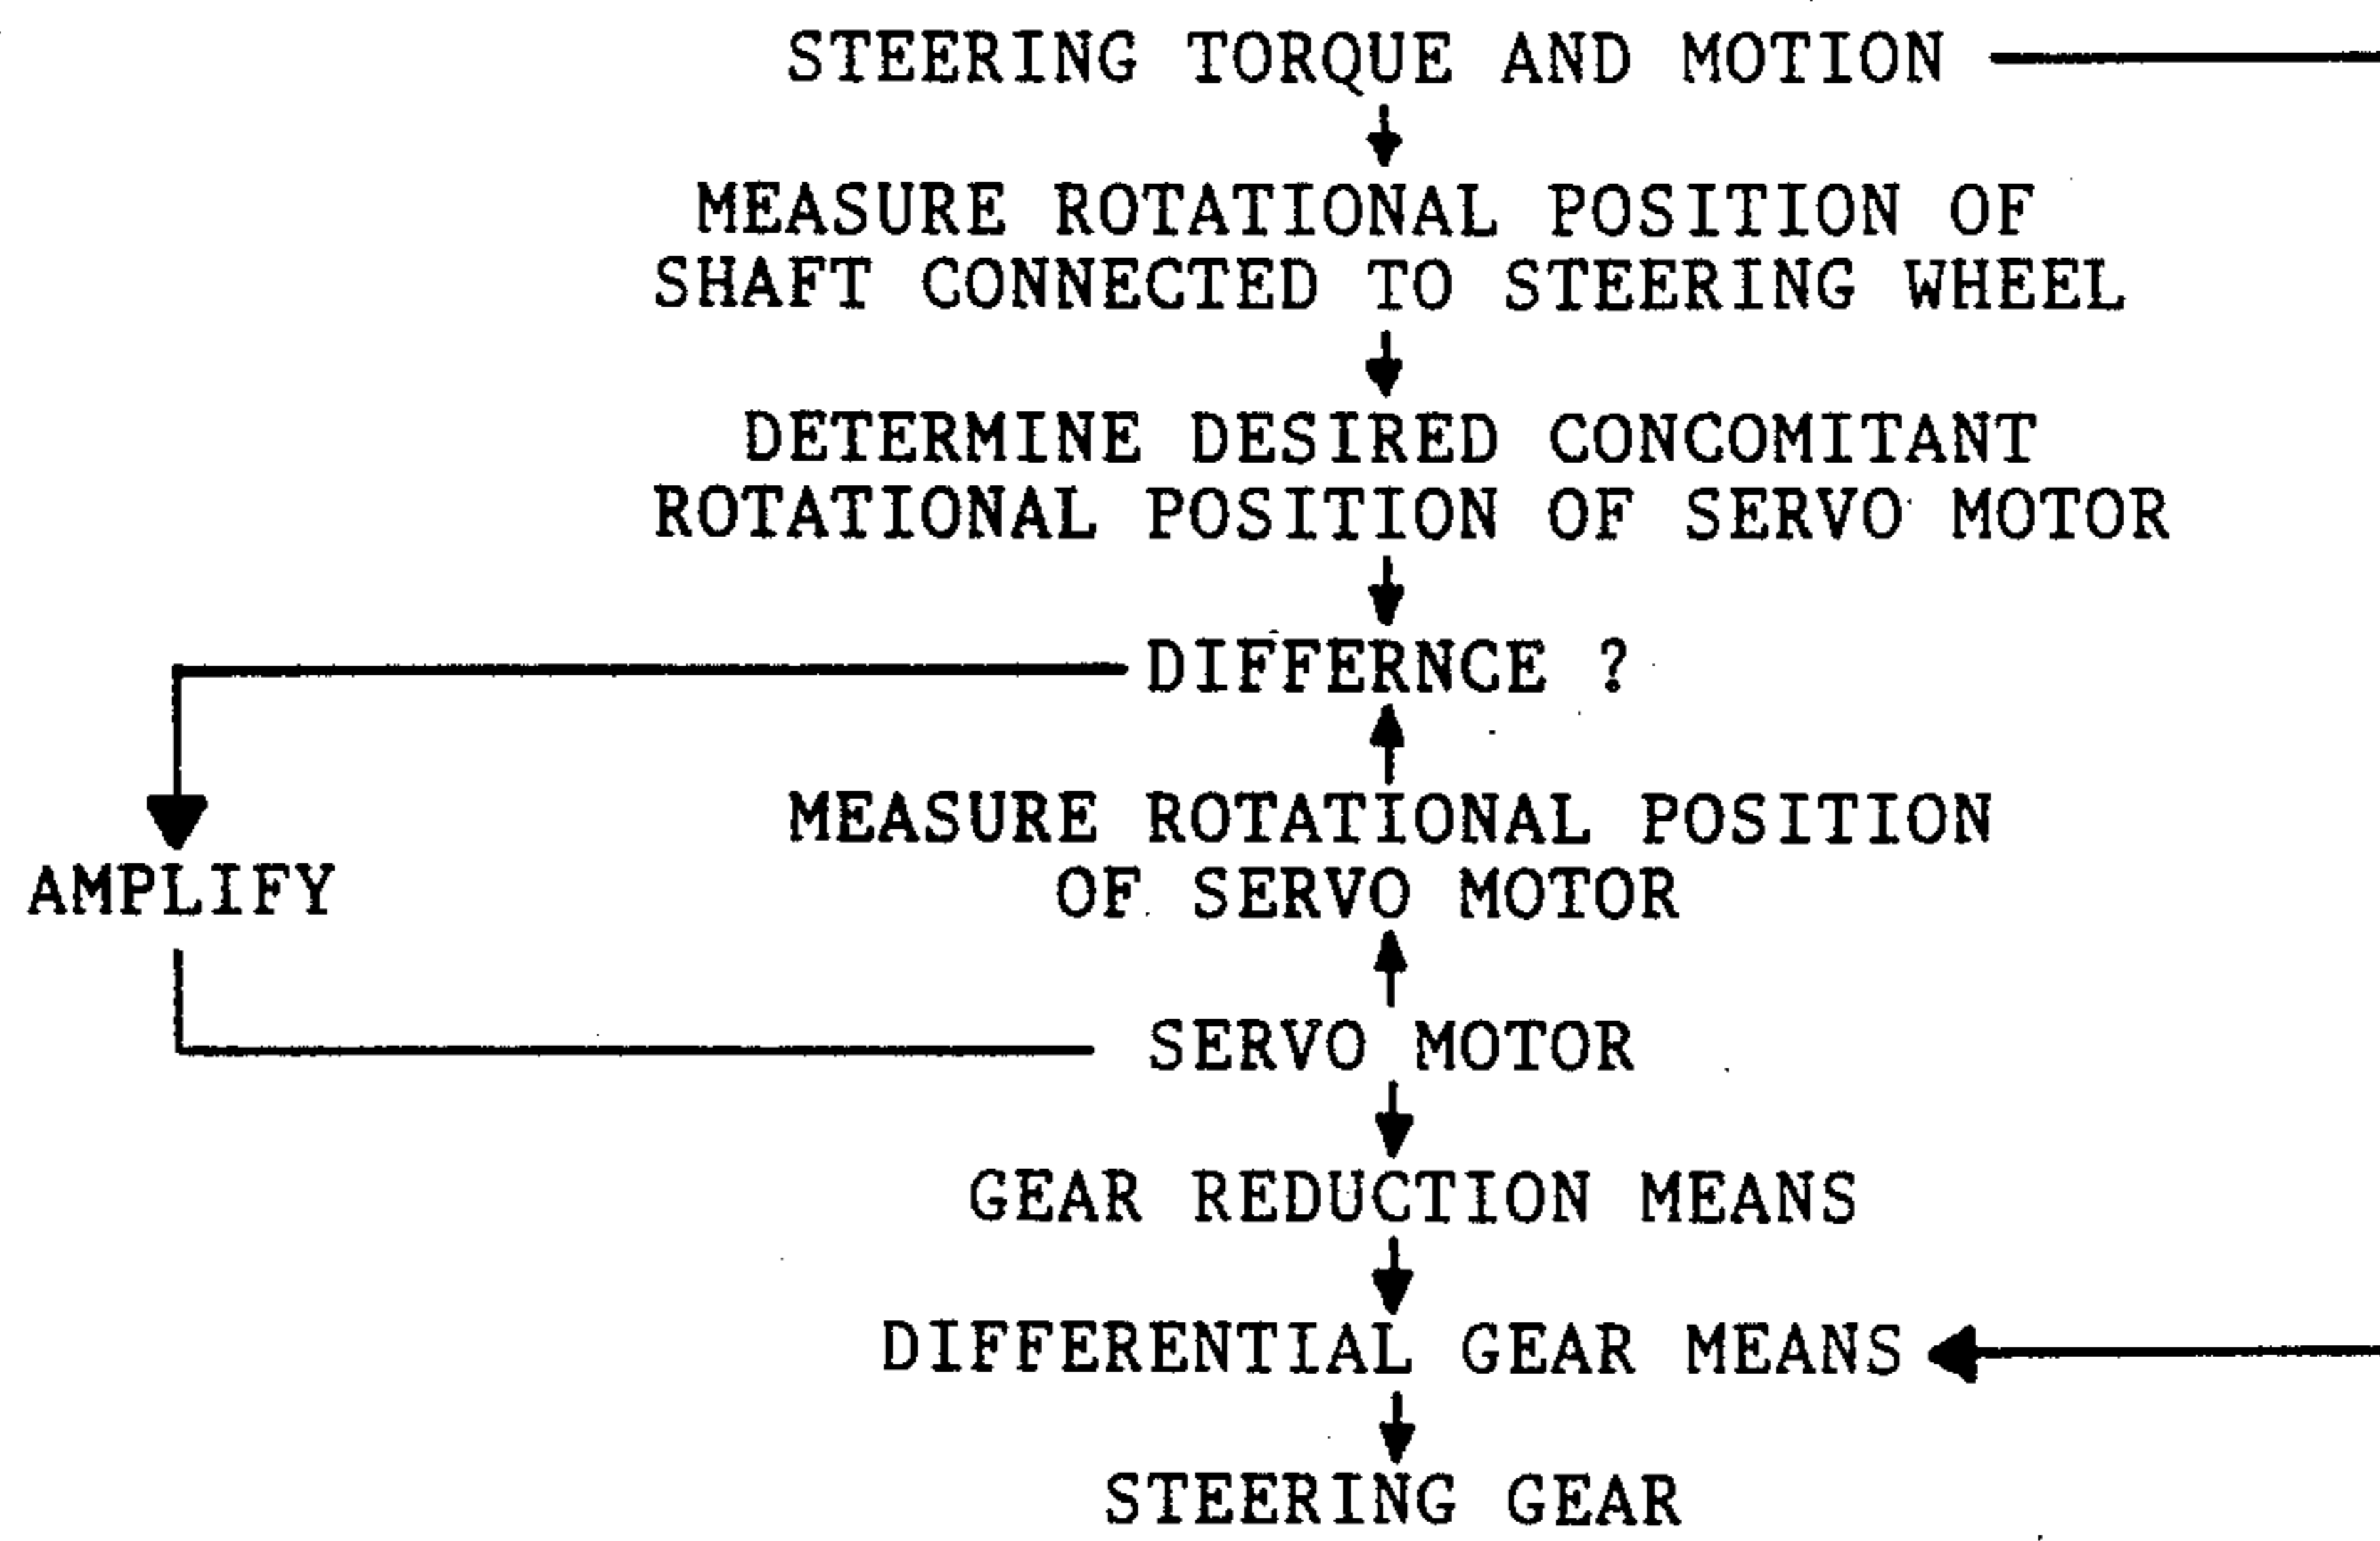 STEERING TORQUE AND MOTION
MEASURE ROTATIONAL POSITION OF
SHAFT CONNECTED TO STEERING WHEEL
DETERMINE DESIRED CONCOMITANT
ROTATIONAL POSITION OF SERVO MOTOR
DIFFERNCE ?
MEASURE ROTATIONAL POSITION
OF SERVO MOTOR
AMPLIFY
SERVO MOTOR
GEAR REDUCTION MEANS
DIFFERENTIAL GEAR MEANS
STEERING GEAR